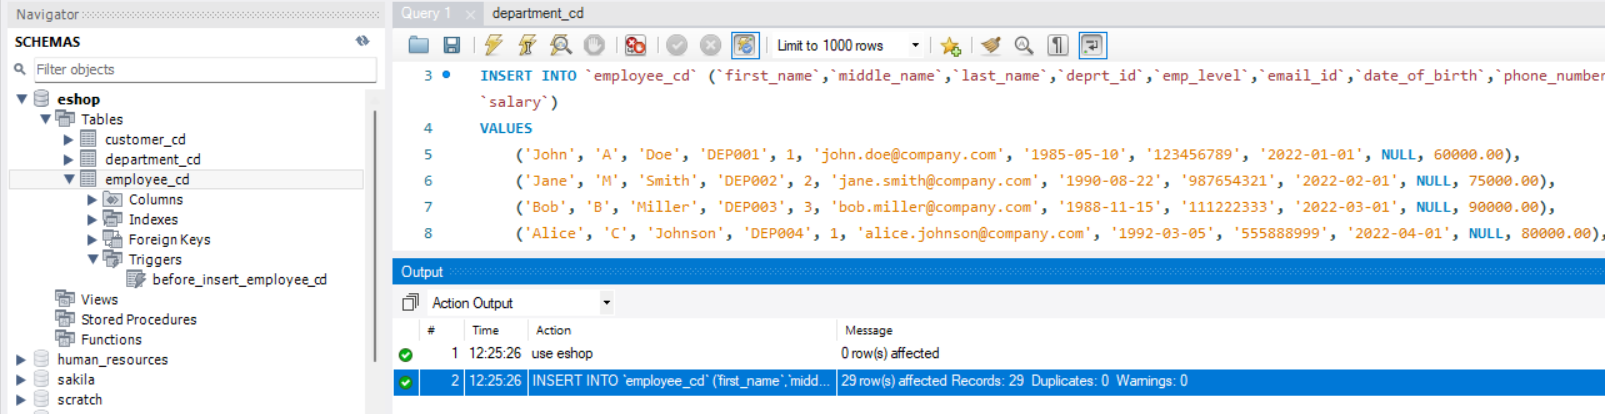 Navigator
SCHEMAS
Filter objects
eshop
Tables
customer_cd
department_cd
employee_cd
Columns
Indexes
Foreign Keys
Triggers
before_insert_employee_cd
Views
Stored Procedures
Functions
human_resources
sakila
scratch
Query 1
department_cd
Limit to 1000 rows
3 INSERT INTO `employee_cd` (`first_name`,`middle_name`,`last_name`,`deprt_id`,`emp_level`,`email_id`,`date_of_birth`,`phone_number
`salary`)
4 VALUES
5 ('John', 'A', 'Doe', 'DEP001', 1, 'john.doe@company.com', '1985-05-10', '123456789', '2022-01-01', NULL, 60000.00),
6 ('Jane', 'M', 'Smith', 'DEP002', 2, 'jane.smith@company.com', '1990-08-22', '987654321', '2022-02-01', NULL, 75000.00),
7 ('Bob', 'B', 'Miller', 'DEP003', 3, 'bob.miller@company.com', '1988-11-15', '111222333', '2022-03-01', NULL, 90000.00),
8 ('Alice', 'C', 'Johnson', 'DEP004', 1, 'alice.johnson@company.com', '1992-03-05', '555888999', '2022-04-01', NULL, 80000.00),
Output
Action Output
# Time Action Message
1 12:25:26 use eshop 0 row(s) affected
2 12:25:26 INSERT INTO `employee_cd` (`first_name`,`midd... 29 row(s) affected Records: 29 Duplicates: 0 Warnings: 0